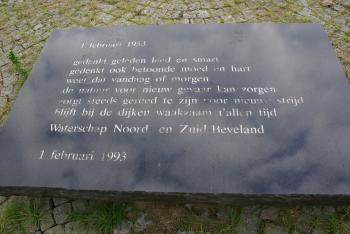 1 februari 1953
gedenkt geleden leed en smart
gedenkt ook betoonde moed en hart
weet dat vandaag of morgen
de natuur voor nieuw gevaar kan zorgen
zorgt steeds gereed te zijn voor nieuwe strijd
blijft bij de dijken waakzaam t'allen tijd
Waterschap Noord en Zuid Beveland
1 februari 1993